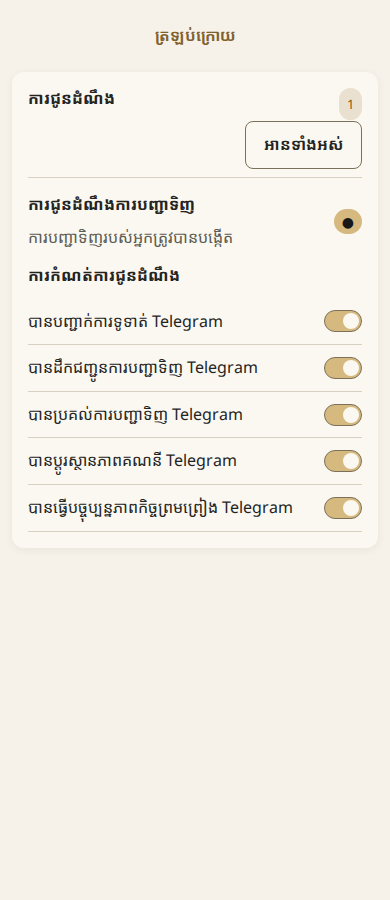 ត្រឡប់ក្រោយ
ការជូនដំណឹង
1
អានទាំងអស់
ការជូនដំណឹងការបញ្ជាទិញ
ការបញ្ជាទិញរបស់អ្នកត្រូវបានបង្កើត
ការកំណត់ការជូនដំណឹង
បានបញ្ជាក់ការទូទាត់ Telegram
បានដឹកជញ្ជូនការបញ្ជាទិញ Telegram
បានប្រគល់ការបញ្ជាទិញ Telegram
បានប្តូរស្ថានភាពគណនី Telegram
បានធ្វើបច្ចុប្បន្នភាពកិច្ចព្រមព្រៀង Telegram